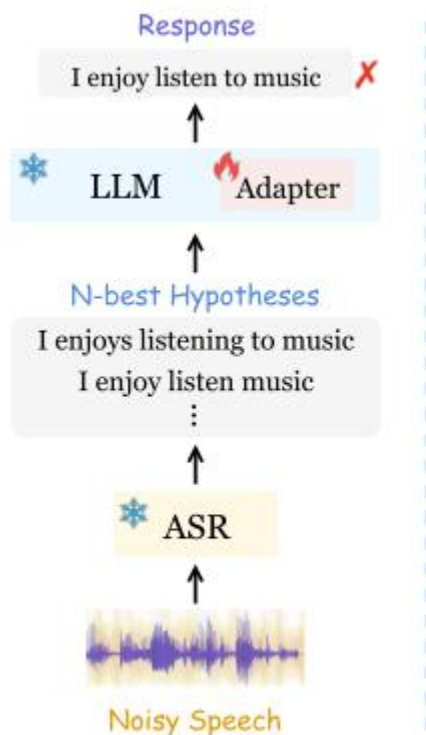 Response
I enjoy listen to music ✗
LLM
Adapter
N-best Hypotheses
I enjoys listening to music
I enjoy listen music
⋮
ASR
Noisy Speech